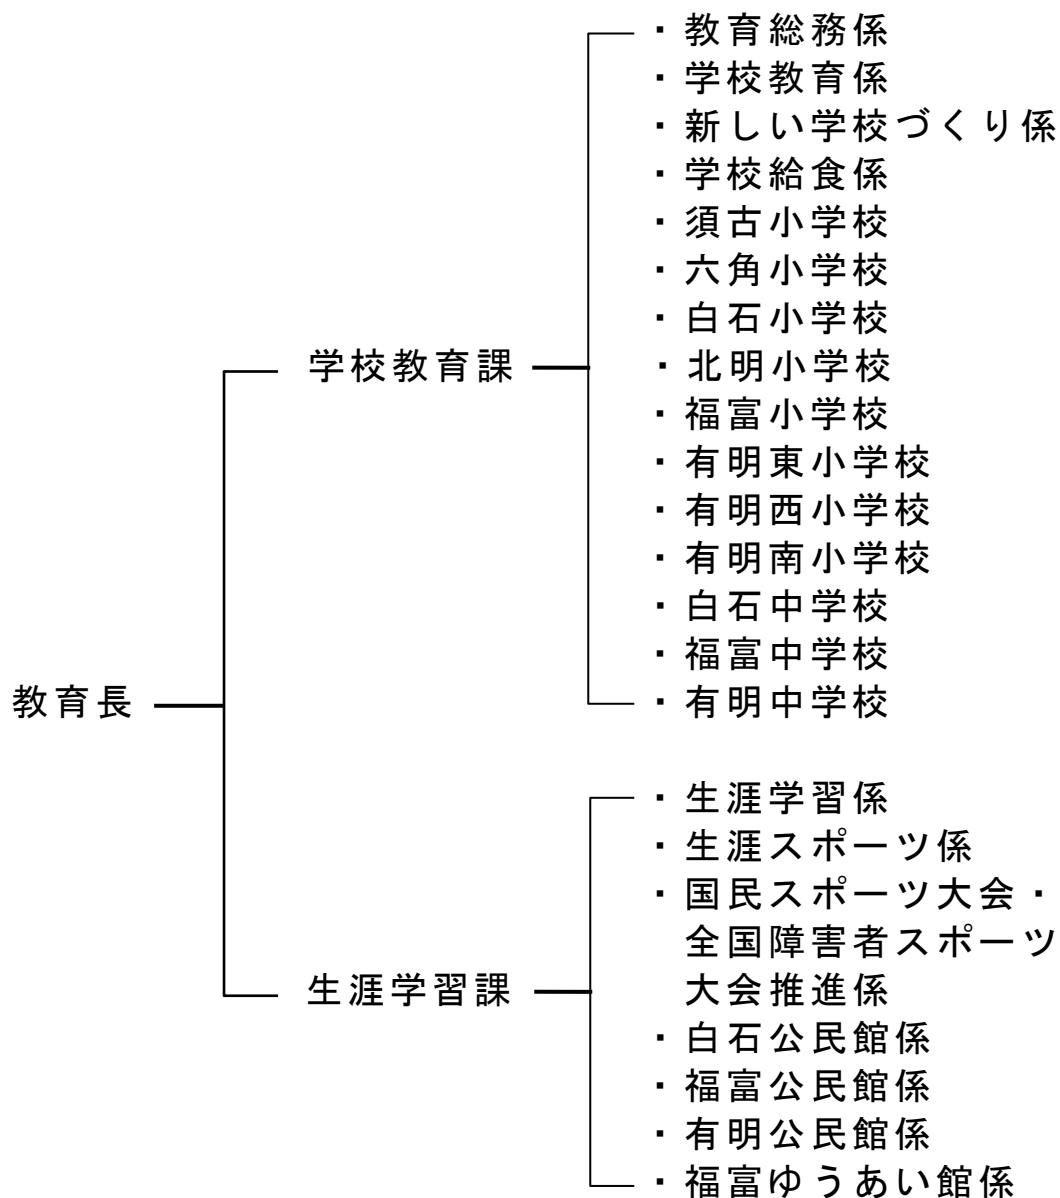 教育長
学校教育課
・教育総務係
・学校教育係
・新しい学校づくり係
・学校給食係
・須古小学校
・六角小学校
・白石小学校
・北明小学校
・福富小学校
・有明東小学校
・有明西小学校
・有明南小学校
・白石中学校
・福富中学校
・有明中学校
生涯学習課
・生涯学習係
・生涯スポーツ係
・国民スポーツ大会・
全国障害者スポーツ
大会推進係
・白石公民館係
・福富公民館係
・有明公民館係
・福富ゆうあい館係